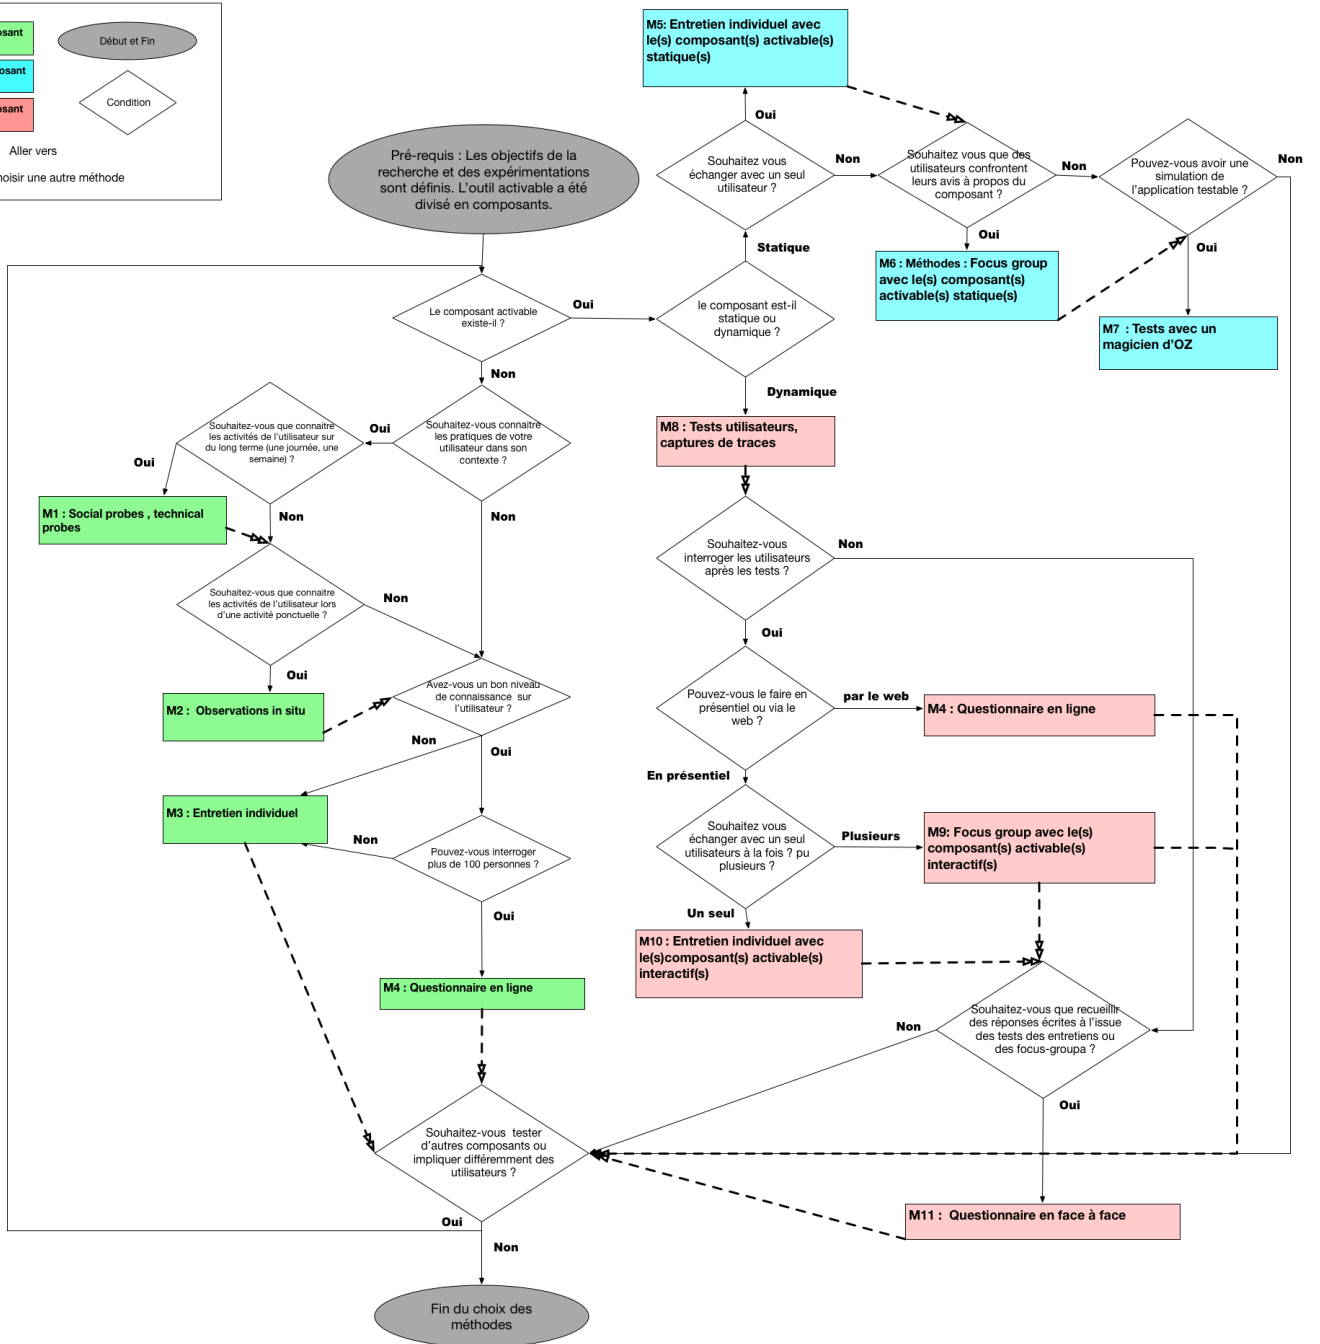 Début et Fin
Condition
Aller vers
une autre méthode
Pré-requis : Les objectifs de la
recherche et des expérimentations
sont définis. L'outil activable a été
divisé en composants.
M5: Entretien individuel avec
le(s) composant(s) activable(s)
statique(s)
Oui
Souhaitez vous
échanger avec un seul
utilisateur ?
Non
Souhaitez vous que des
utilisateurs confrontent
leurs avis à propos du
composant ?
Non
Pouvez-vous avoir une
simulation de
l'application testable ?
Non
Statique
Oui
Oui
M6 : Méthodes : Focus group
avec le(s) composant(s)
activable(s) statique(s)
M7 : Tests avec un
magicien d'OZ
Le composant activable
existe-il ?
Oui
le composant est-il
statique ou
dynamique ?
Non
Dynamique
Souhaitez-vous que connaitre
les activités de l'utilisateur sur
du long terme (une journée, une
semaine) ?
Oui
Souhaitez-vous connaitre
les pratiques de votre
utilisateur dans son
contexte ?
M8 : Tests utilisateurs,
captures de traces
Oui
M1 : Social probes , technical
probes
Non
Non
Souhaitez-vous
interroger les utilisateurs
après les tests ?
Non
Souhaitez-vous que connaitre
les activités de l'utilisateur lors
d'une activité ponctuelle ?
Non
Oui
Oui
M2 : Observations in situ
Avez-vous un bon niveau
de connaissance sur
l'utilisateur ?
Pouvez-vous le faire en
présentiel ou via le
web ?
par le web
M4 : Questionnaire en ligne
Non
Oui
En présentiel
M3 : Entretien individuel
Non
Pouvez-vous interroger
plus de 100 personnes ?
Souhaitez vous
échanger avec un seul
utilisateurs à la fois ? pu
plusieurs ?
Plusieurs
M9: Focus group avec le(s)
composant(s) activable(s)
interactif(s)
Oui
Un seul
M10 : Entretien individuel avec
le(s)composant(s) activable(s)
interactif(s)
M4 : Questionnaire en ligne
Non
Souhaitez-vous que recueillir
des réponses écrites à l'issue
des tests des entretiens ou
des focus-groupa ?
Oui
Souhaitez-vous tester
d'autres composants ou
impliquer différemment des
utilisateurs ?
M11 : Questionnaire en face à face
Oui
Non
Fin du choix des
méthodes